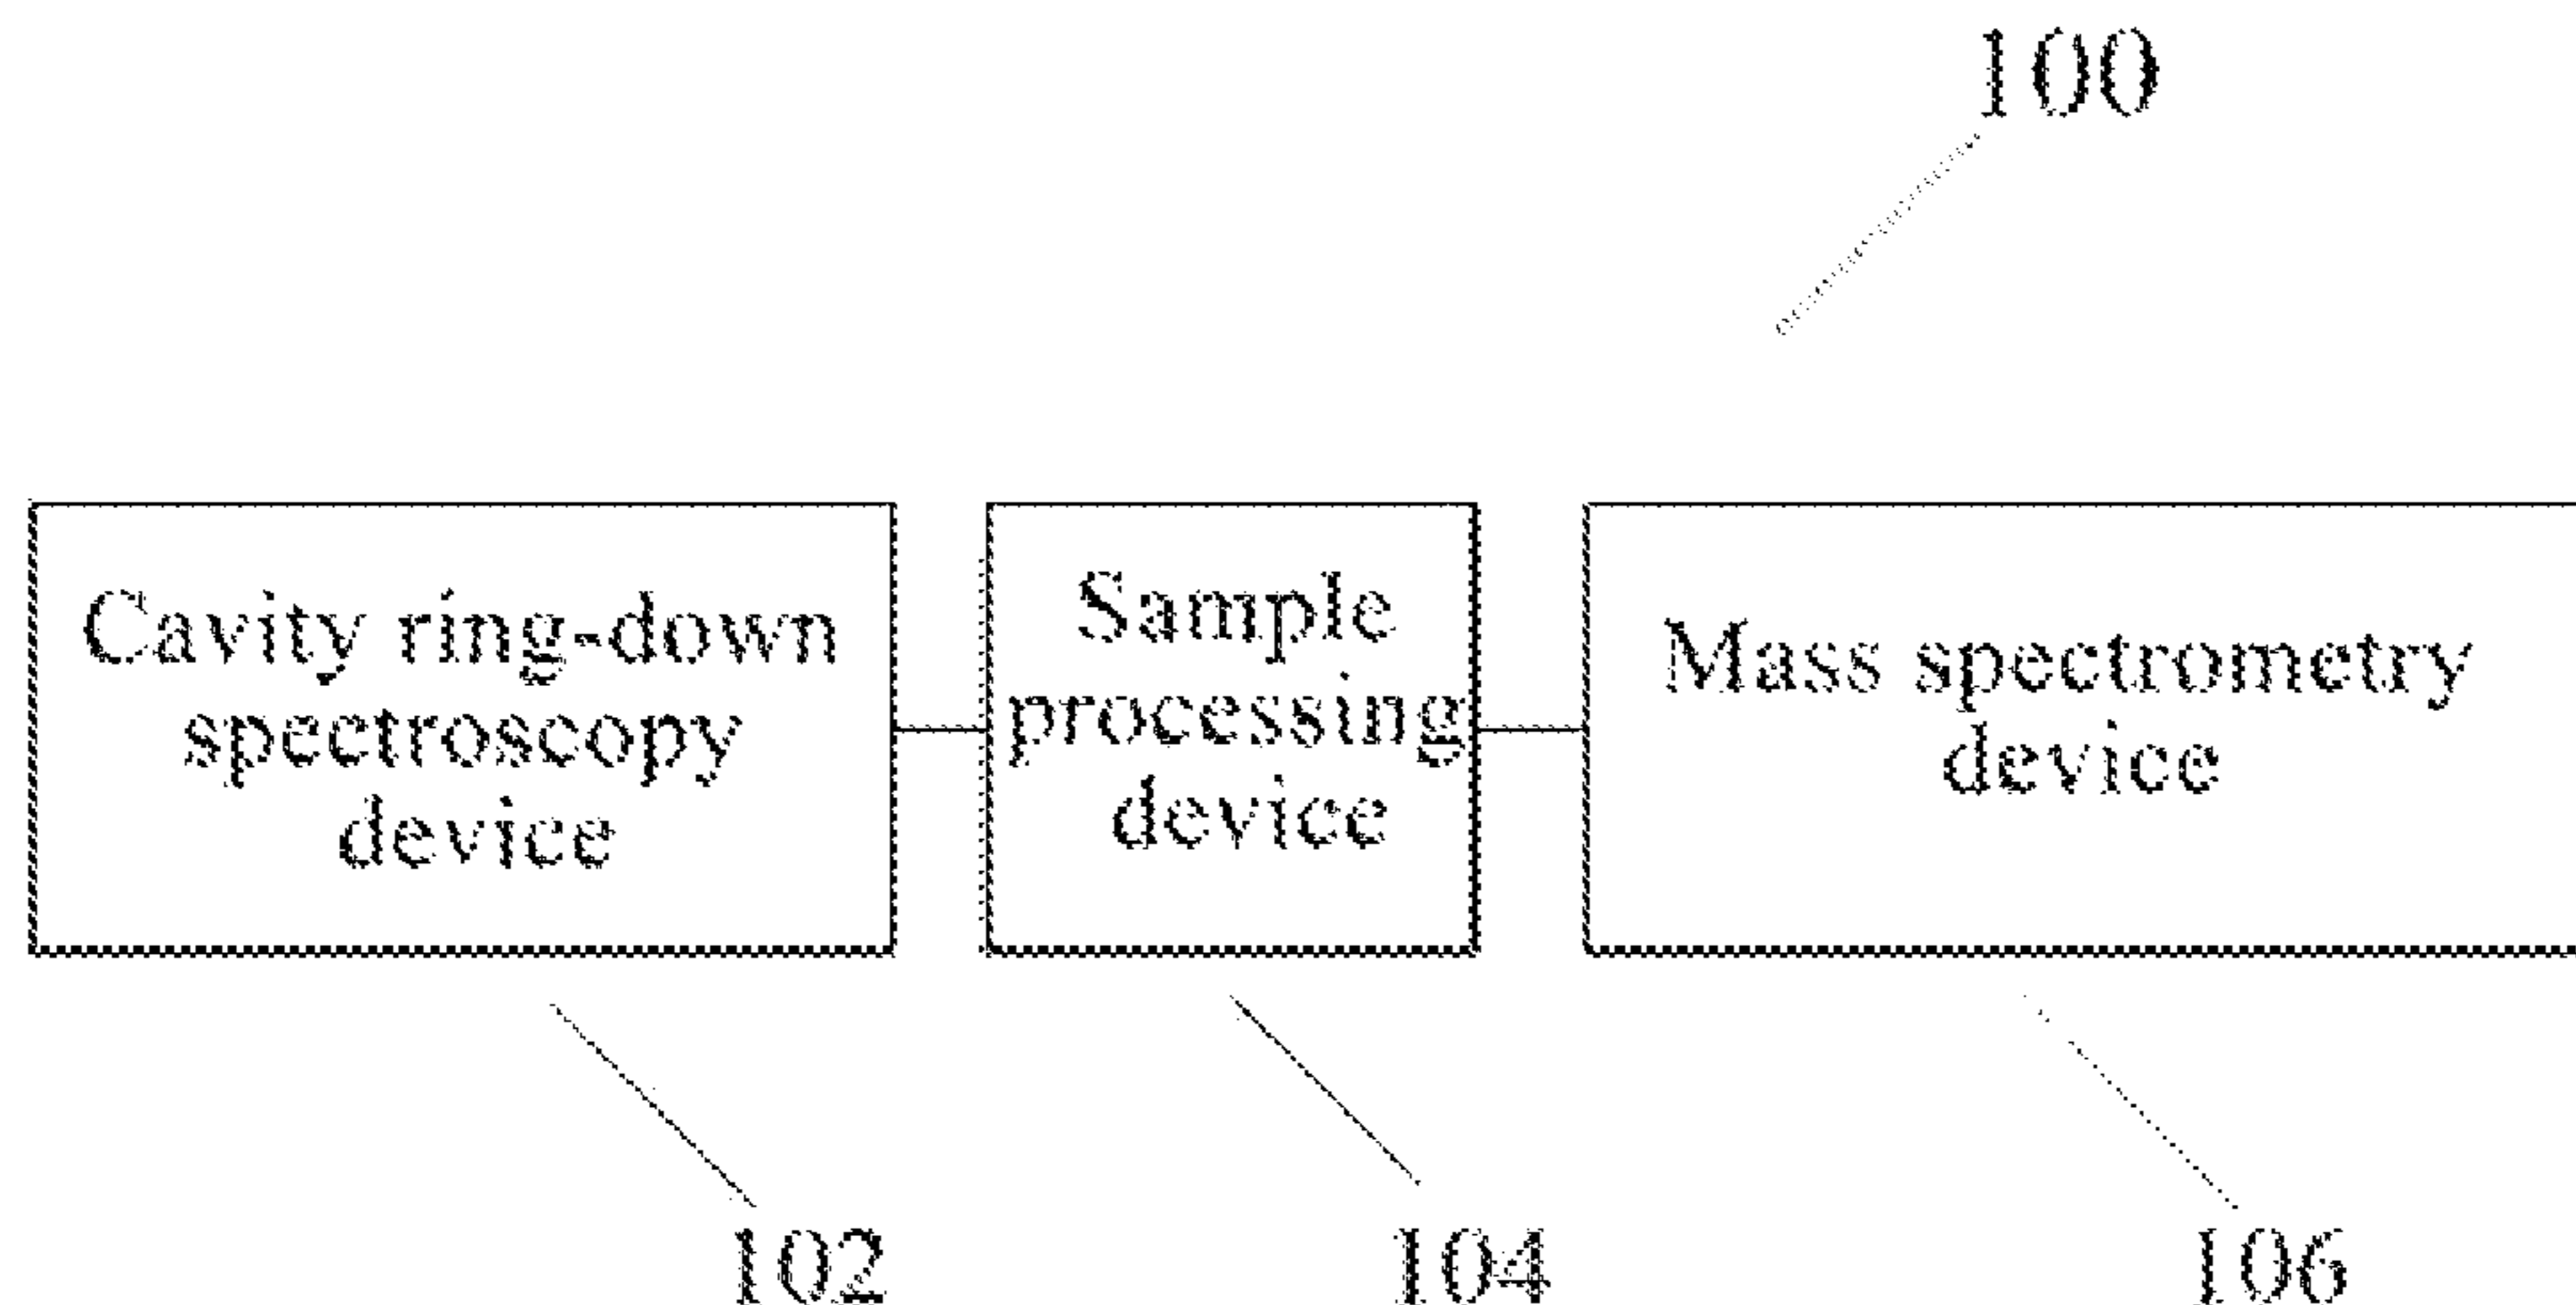 100
Cavity ring-down
spectroscopy
device
Sample
processing
device
Mass spectrometry
device
102
104
106